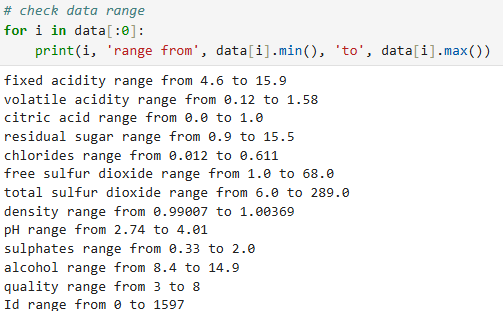 # check data range
for i in data[:0]:
    print(i, 'range from', data[i].min(), 'to', data[i].max())
fixed acidity range from 4.6 to 15.9
volatile acidity range from 0.12 to 1.58
citric acid range from 0.0 to 1.0
residual sugar range from 0.9 to 15.5
chlorides range from 0.012 to 0.611
free sulfur dioxide range from 1.0 to 68.0
total sulfur dioxide range from 6.0 to 289.0
density range from 0.99007 to 1.00369
pH range from 2.74 to 4.01
sulphates range from 0.33 to 2.0
alcohol range from 8.4 to 14.9
quality range from 3 to 8
Id range from 0 to 1597